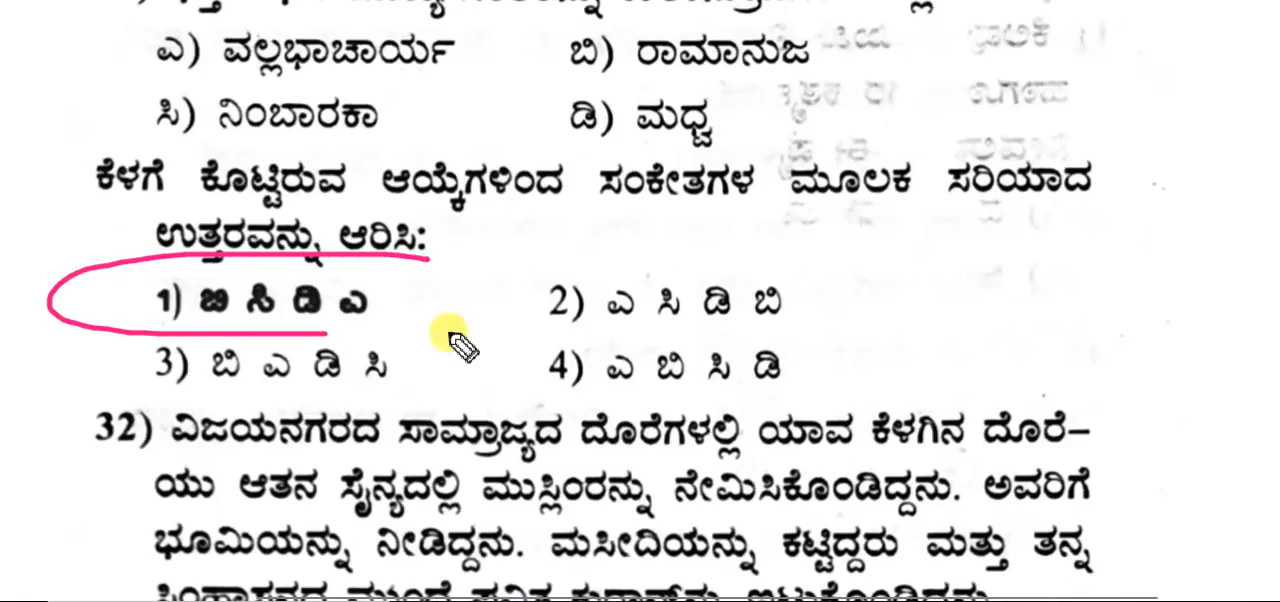 ಎ) ವಲ್ಲಭಾಚಾರ್ಯ ಬಿ) ರಾಮಾನುಜ
ಸಿ) ನಿಂಬಾರಕಾ ಡಿ) ಮಧ್ವ
ಕೆಳಗೆ ಕೊಟ್ಟಿರುವ ಆಯ್ಕೆಗಳಿಂದ ಸಂಕೇತಗಳ ಮೂಲಕ ಸರಿಯಾದ
ಉತ್ತರವನ್ನು ಆರಿಸಿ:
1) ಬಿ ಸಿ ಡಿ ಎ 2) ಎ ಸಿ ಡಿ ಬಿ
3) ಬಿ ಎ ಡಿ ಸಿ 4) ಎ ಬಿ ಸಿ ಡಿ
32) ವಿಜಯನಗರದ ಸಾಮ್ರಾಜ್ಯದ ದೊರೆಗಳಲ್ಲಿ ಯಾವ ಕೆಳಗಿನ ದೊರೆ–
ಯು ಆತನ ಸೈನ್ಯದಲ್ಲಿ ಮುಸ್ಲಿಂರನ್ನು ನೇಮಿಸಿಕೊಂಡಿದ್ದನು. ಅವರಿಗೆ
ಭೂಮಿಯನ್ನು ನೀಡಿದ್ದನು. ಮಸೀದಿಯನ್ನು ಕಟ್ಟಿದ್ದರು ಮತ್ತು ತನ್ನ